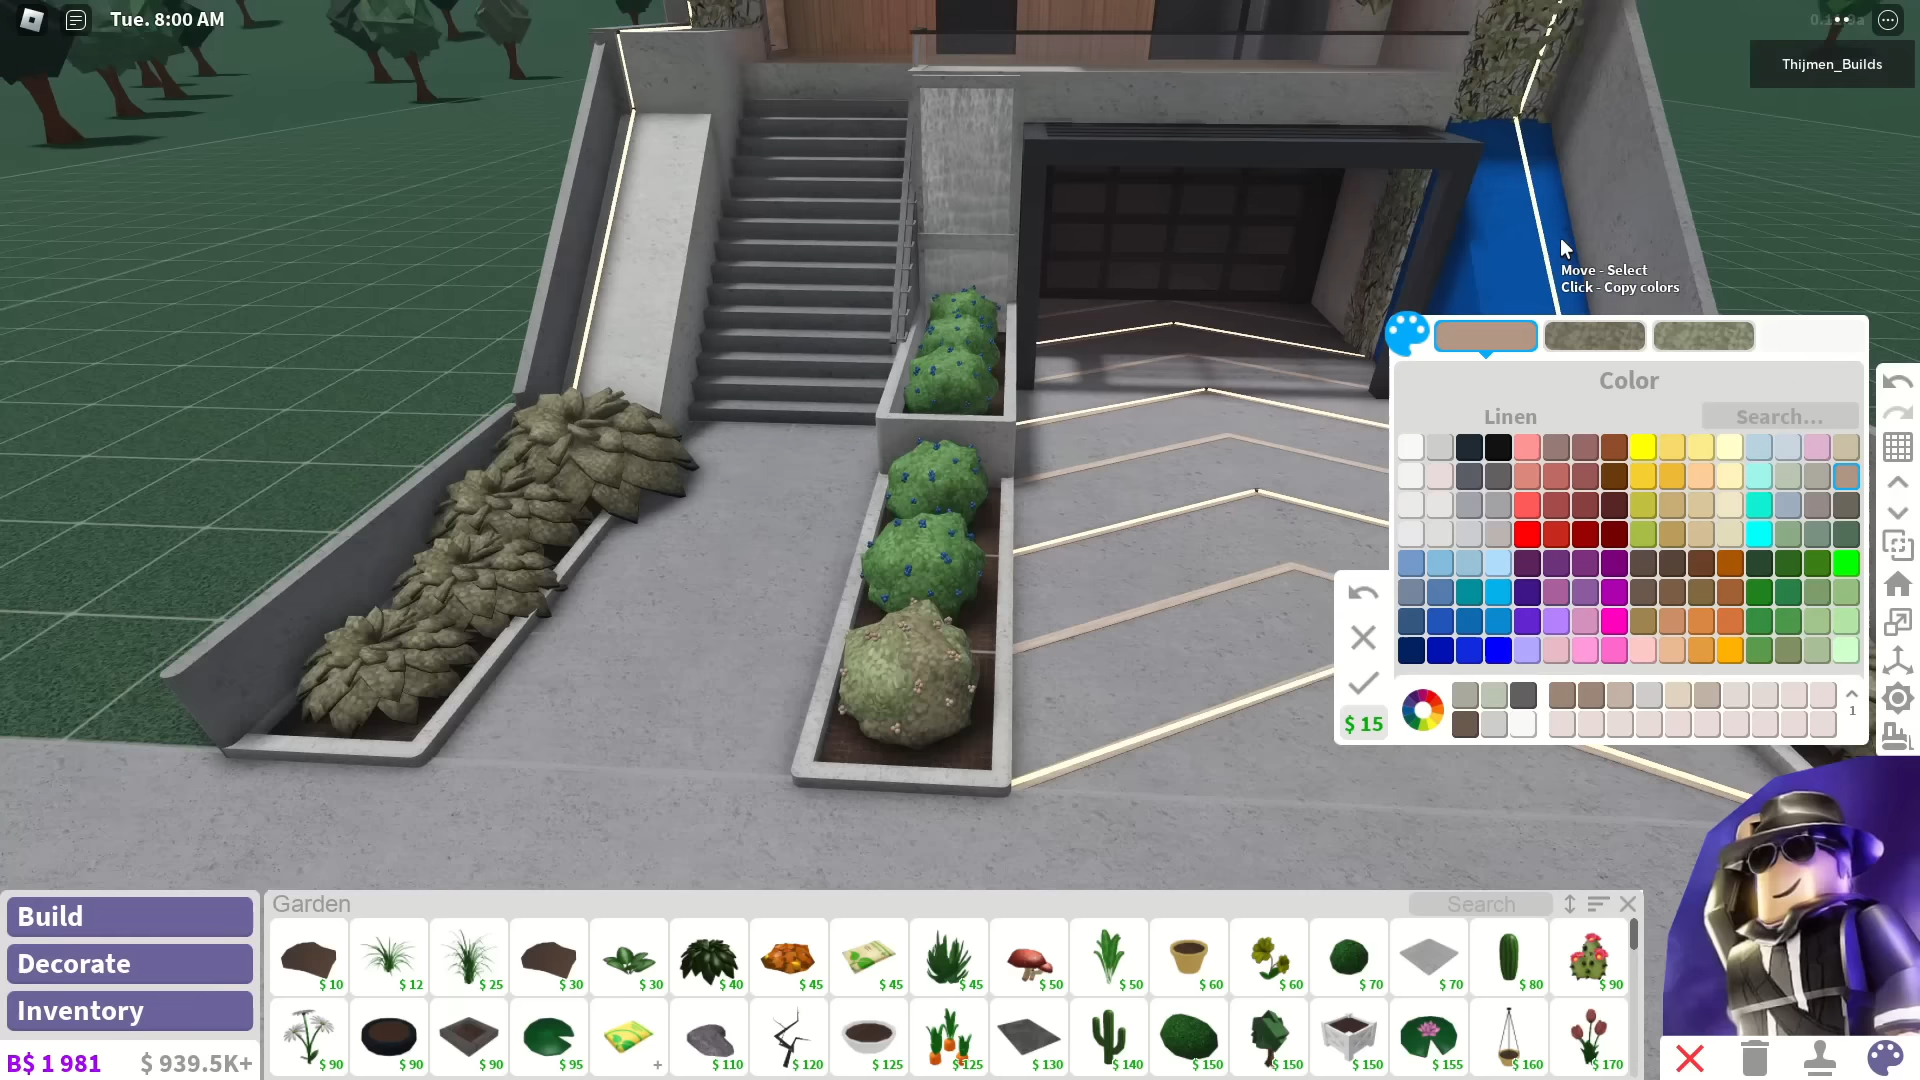 Tue. 8:00 AM
Thijmen_Builds
Move - Select
Click - Copy colors
Color
Linen
Search...
$ 15
1
Build
Decorate
Inventory
B$ 1 981
$ 939.5K+
Garden
Search
$ 10
$ 12
$ 25
$ 30
$ 30
$ 40
$ 45
$ 45
$ 45
$ 50
$ 50
$ 60
$ 60
$ 70
$ 70
$ 80
$ 90
$ 90
$ 90
$ 90
$ 95
+
$ 110
$ 120
$ 125
$ 125
$ 130
$ 140
$ 150
$ 150
$ 150
$ 155
$ 160
$ 170